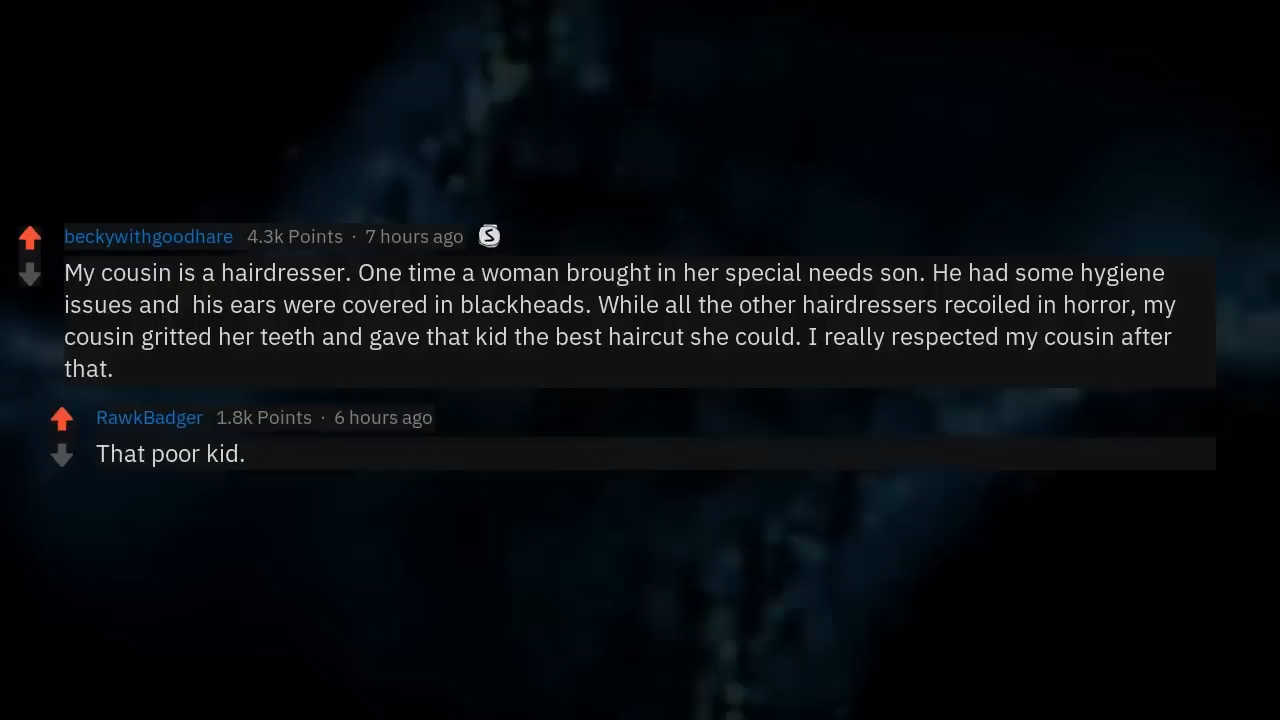 beckywithgoodhare 4.3k Points · 7 hours ago S
My cousin is a hairdresser. One time a woman brought in her special needs son. He had some hygiene
issues and  his ears were covered in blackheads. While all the other hairdressers recoiled in horror, my
cousin gritted her teeth and gave that kid the best haircut she could. I really respected my cousin after
that.
RawkBadger 1.8k Points · 6 hours ago
That poor kid.